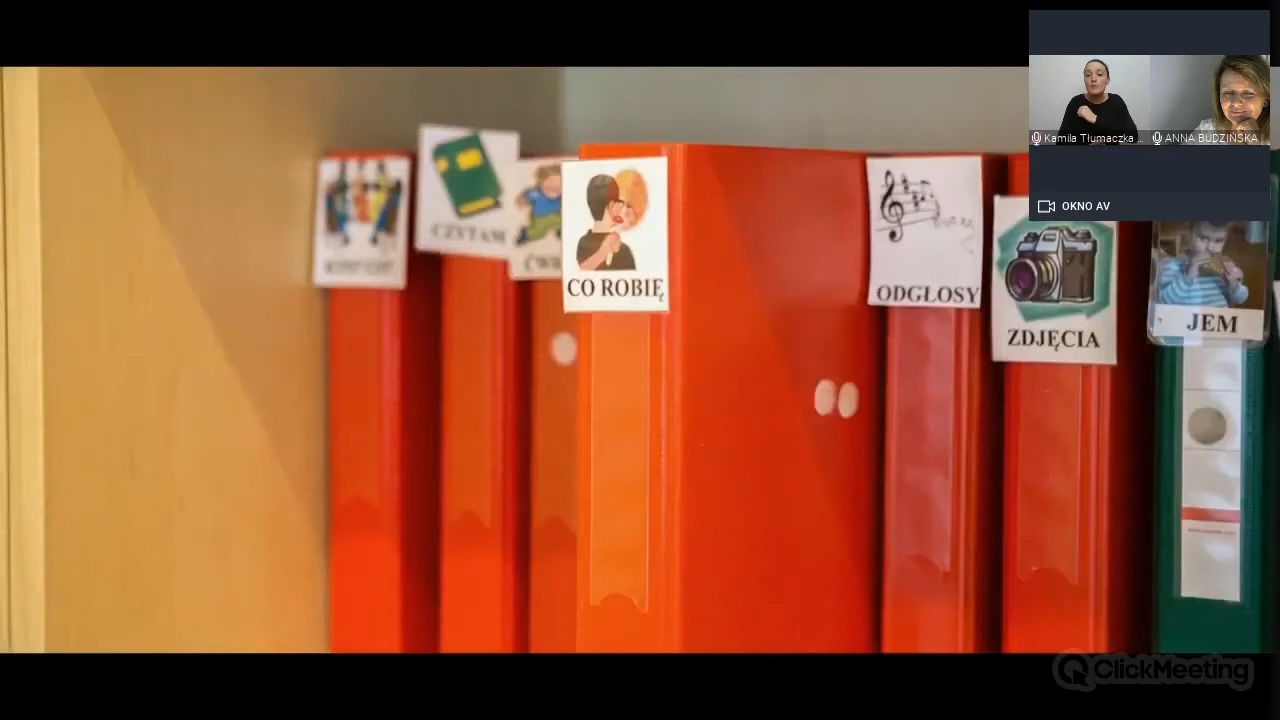 CZYTAM
CO ROBIĘ
ODGŁOSY
ZDJĘCIA
JEM
Kamila Tłumaczka ...
ANNA BUDZIŃSKA
OKNO AV
ClickMeeting